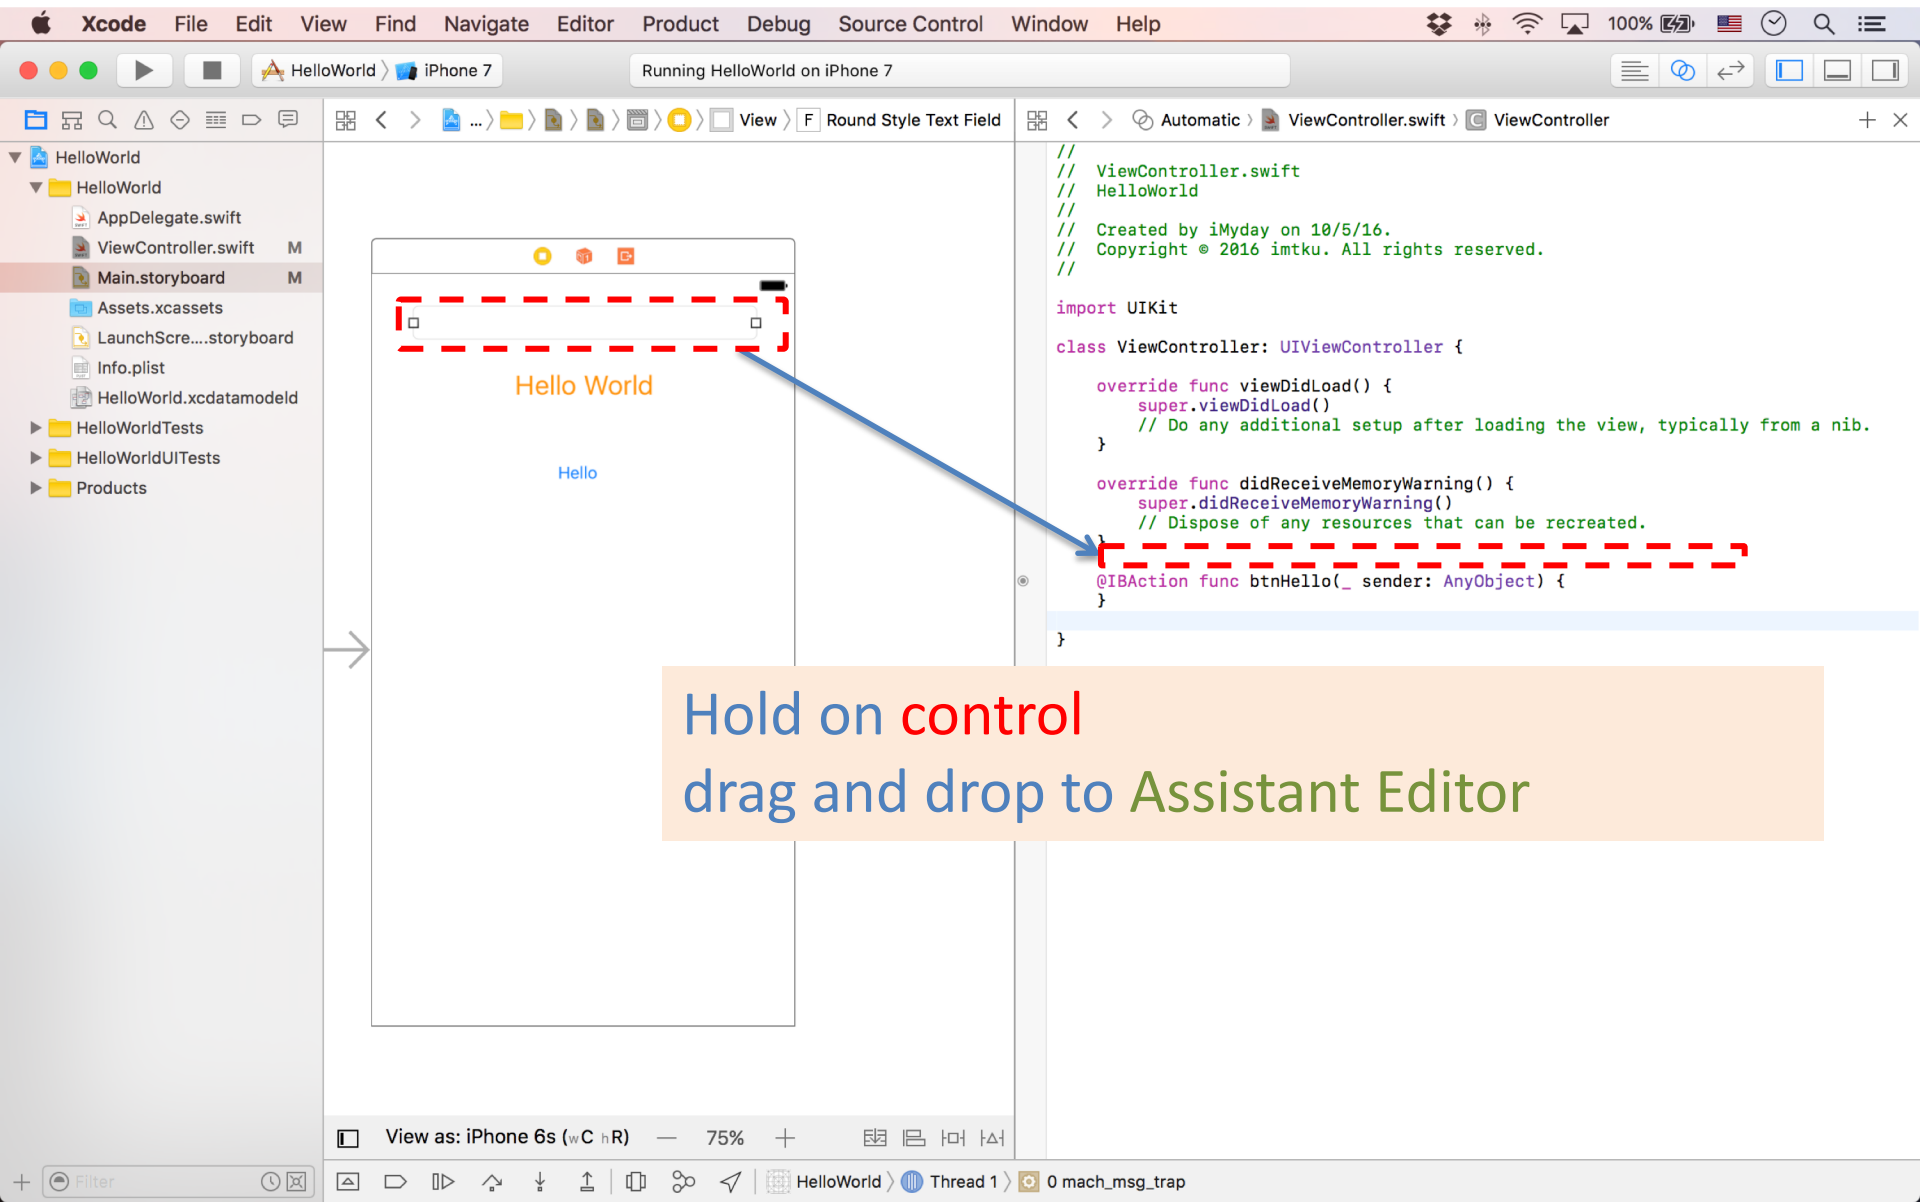 Xcode File Edit View Find Navigate Editor Product Debug Source Control Window Help 100%
HelloWorld iPhone 7 Running HelloWorld on iPhone 7
... View F Round Style Text Field
Automatic ViewController.swift C ViewController
HelloWorld
HelloWorld
AppDelegate.swift
ViewController.swift M
Main.storyboard M
Assets.xcassets
LaunchScre....storyboard
Info.plist
HelloWorld.xcdatamodeld
HelloWorldTests
HelloWorldUITests
Products
Hello World
Hello
//
// ViewController.swift
// HelloWorld
//
// Created by iMyday on 10/5/16.
// Copyright © 2016 imtku. All rights reserved.
//
import UIKit
class ViewController: UIViewController {
override func viewDidLoad() {
super.viewDidLoad()
// Do any additional setup after loading the view, typically from a nib.
}
override func didReceiveMemoryWarning() {
super.didReceiveMemoryWarning()
// Dispose of any resources that can be recreated.
}
@IBAction func btnHello(_ sender: AnyObject) {
}
}
Hold on control
drag and drop to Assistant Editor
View as: iPhone 6s (wC hR) — 75% +
Filter
HelloWorld Thread 1 0 mach_msg_trap